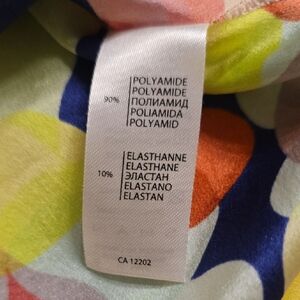 POLYAMIDE
POLYAMIDE
90% ПОЛИАМИД
POLIAMIDA
POLYAMID
ELASTHANNE
ELASTHANE
10% ЭЛАСТАН
ELASTANO
ELASTAN
CA 12202